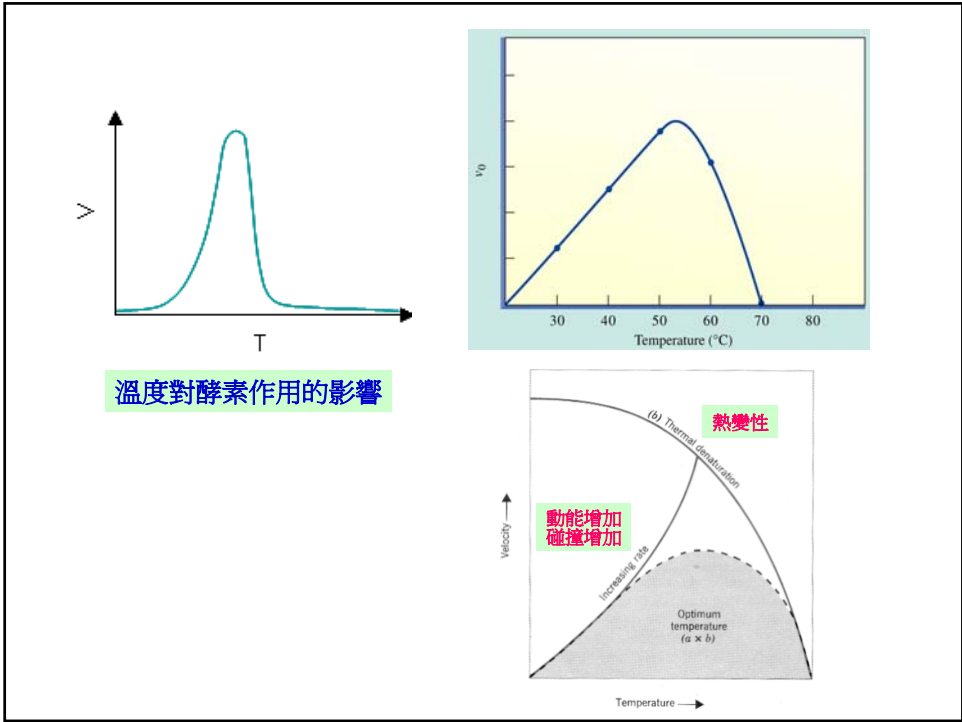 V
T
溫度對酵素作用的影響
v0
30 40 50 60 70 80
Temperature (°C)
(b) Thermal denaturation
熱變性
動能增加
碰撞增加
Velocity
Increasing rate
Optimum
temperature
(a × b)
Temperature